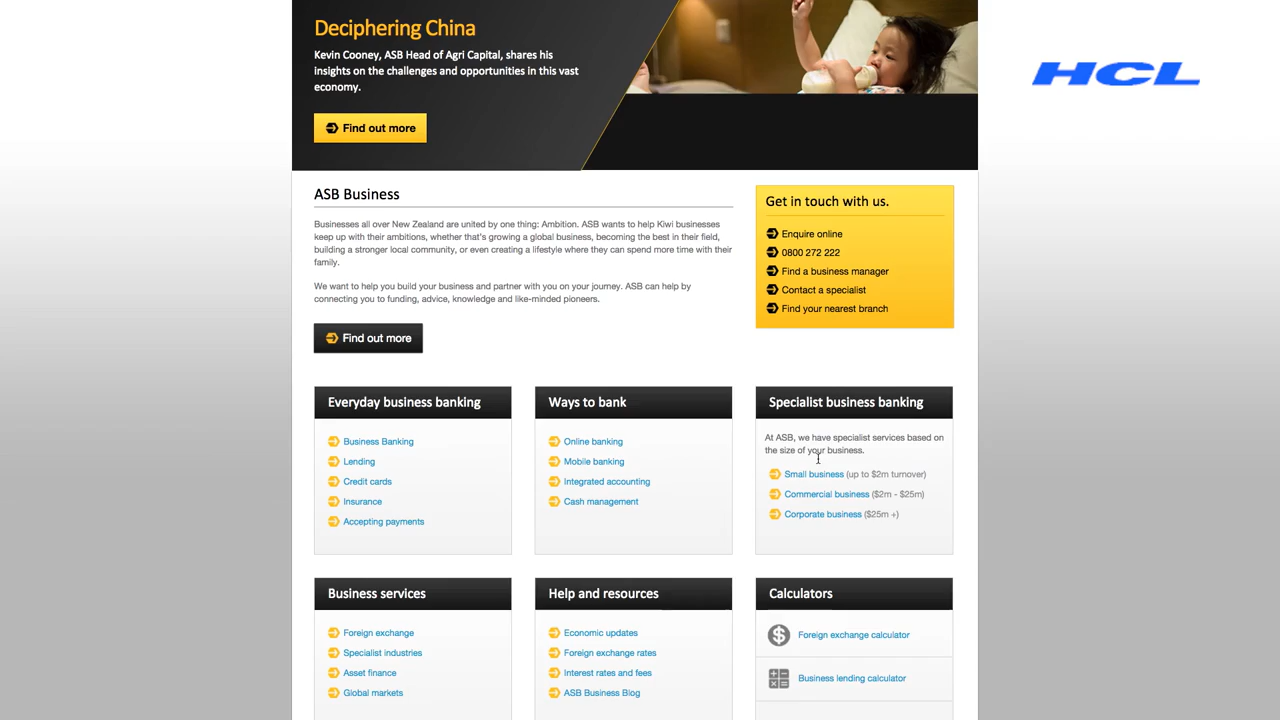 Deciphering China
Kevin Cooney, ASB Head of Agri Capital, shares his
insights on the challenges and opportunities in this vast
economy.
Find out more
HCL
ASB Business
Businesses all over New Zealand are united by one thing: Ambition. ASB wants to help Kiwi businesses
keep up with their ambitions, whether that's growing a global business, becoming the best in their field,
building a stronger local community, or even creating a lifestyle where they can spend more time with their
family.
We want to help you build your business and partner with you on your journey. ASB can help by
connecting you to funding, advice, knowledge and like-minded pioneers.
Find out more
Get in touch with us.
Enquire online
0800 272 222
Find a business manager
Contact a specialist
Find your nearest branch
Everyday business banking
Business Banking
Lending
Credit cards
Insurance
Accepting payments
Ways to bank
Online banking
Mobile banking
Integrated accounting
Cash management
Specialist business banking
At ASB, we have specialist services based on
the size of your business.
Small business (up to $2m turnover)
Commercial business ($2m - $25m)
Corporate business ($25m +)
Business services
Foreign exchange
Specialist industries
Asset finance
Global markets
Help and resources
Economic updates
Foreign exchange rates
Interest rates and fees
ASB Business Blog
Calculators
Foreign exchange calculator
Business lending calculator